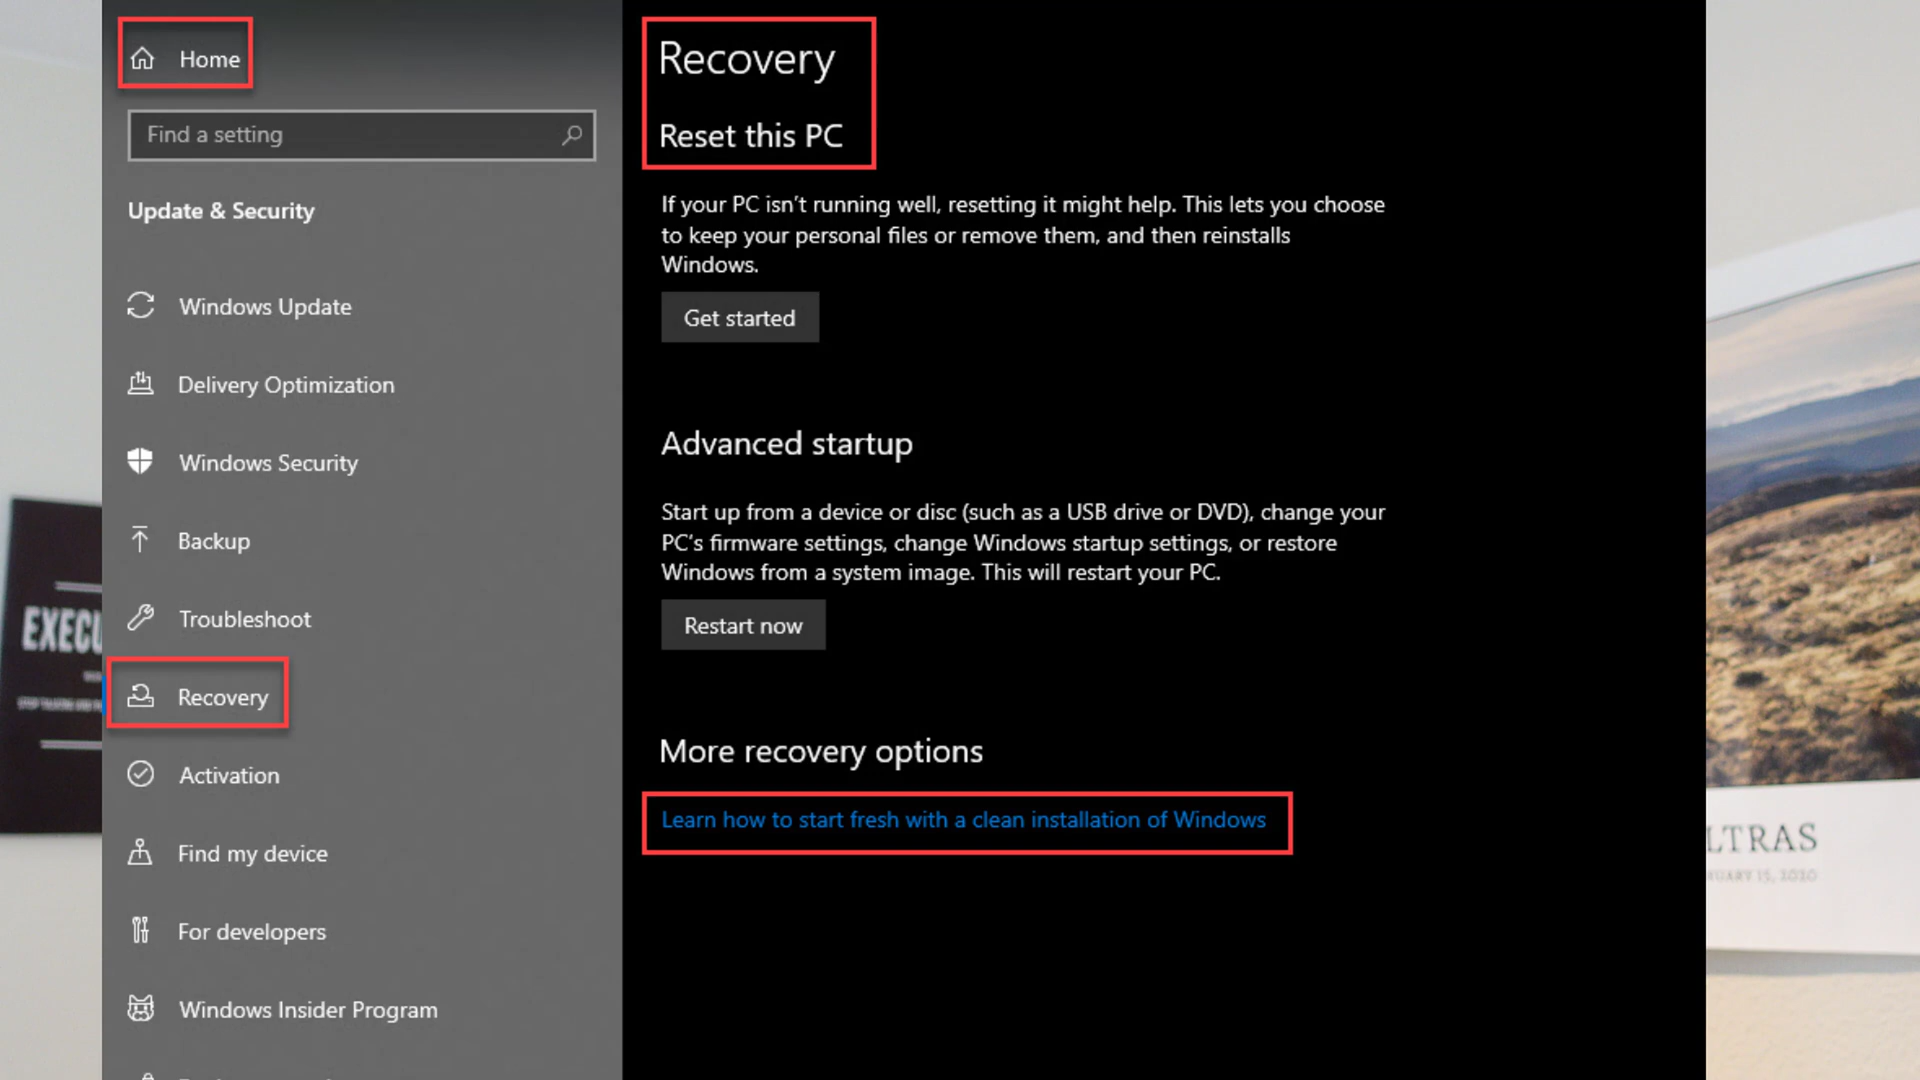 Home
Find a setting
Update & Security
Windows Update
Delivery Optimization
Windows Security
Backup
Troubleshoot
Recovery
Activation
Find my device
For developers
Windows Insider Program
Recovery
Reset this PC
If your PC isn't running well, resetting it might help. This lets you choose
to keep your personal files or remove them, and then reinstalls
Windows.
Get started
Advanced startup
Start up from a device or disc (such as a USB drive or DVD), change your
PC's firmware settings, change Windows startup settings, or restore
Windows from a system image. This will restart your PC.
Restart now
More recovery options
Learn how to start fresh with a clean installation of Windows
EXECU
LTRAS
15, 2020